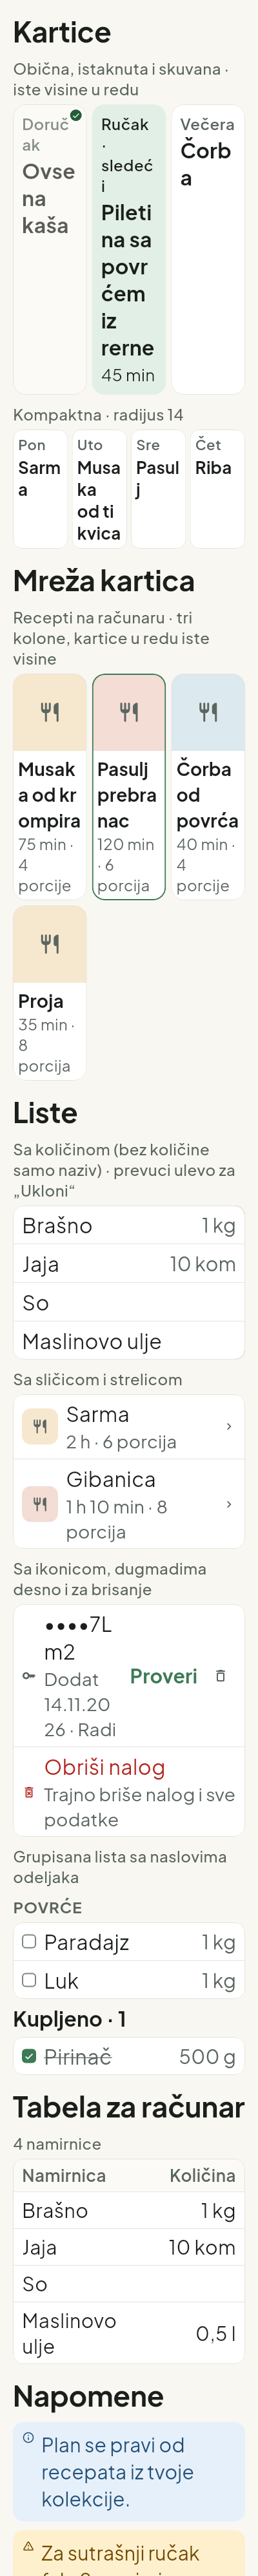 Kartice
Obična, istaknuta i skuvana ·
iste visine u redu
Doruč
ak
Ovse
na
kaša
Ručak
·
sledeć
i
Pileti
na sa
povr
ćem
iz
rerne
45 min
Večera
Čorb
a
Kompaktna · radijus 14
Pon
Sarm
a
Uto
Musa
ka
od ti
kvica
Sre
Pasul
j
Čet
Riba
Mreža kartica
Recepti na računaru · tri
kolone, kartice u redu iste
visine
Musak
a od kr
ompira
75 min ·
4
porcije
Pasulj
prebra
nac
120 min
· 6
porcija
Čorba
od
povrća
40 min ·
4
porcije
Proja
35 min ·
8
porcija
Liste
Sa količinom (bez količine
samo naziv) · prevuci ulevo za
„Ukloni“
Brašno 1 kg
Jaja 10 kom
So
Maslinovo ulje
Sa sličicom i strelicom
Sarma
2 h · 6 porcija
Gibanica
1 h 10 min · 8
porcija
Sa ikonicom, dugmadima
desno i za brisanje
••••7L
m2
Dodat
14.11.20
26 · Radi
Proveri
Obriši nalog
Trajno briše nalog i sve
podatke
Grupisana lista sa naslovima
odeljaka
POVRĆE
Paradajz 1 kg
Luk 1 kg
Kupljeno · 1
Pirinač 500 g
Tabela za računar
4 namirnice
Namirnica Količina
Brašno 1 kg
Jaja 10 kom
So
Maslinovo
ulje
0,5 l
Napomene
Plan se pravi od
recepata iz tvoje
kolekcije.
Za sutrašnji ručak